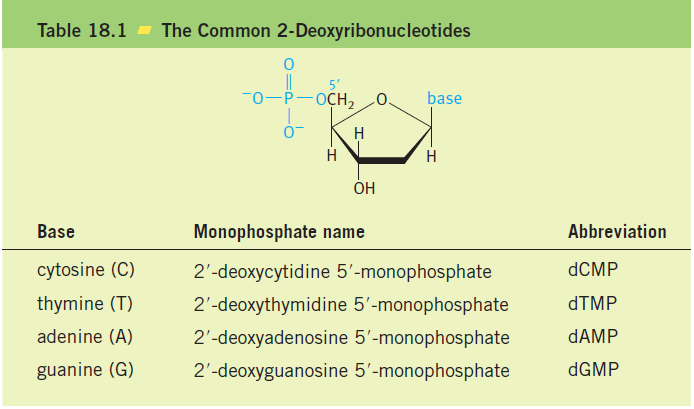 Table 18.1 The Common 2-Deoxyribonucleotides
O
5′
⁻O—P—OCH₂ O base
O⁻ H
H H
OH
Base Monophosphate name Abbreviation
cytosine (C) 2′-deoxycytidine 5′-monophosphate dCMP
thymine (T) 2′-deoxythymidine 5′-monophosphate dTMP
adenine (A) 2′-deoxyadenosine 5′-monophosphate dAMP
guanine (G) 2′-deoxyguanosine 5′-monophosphate dGMP